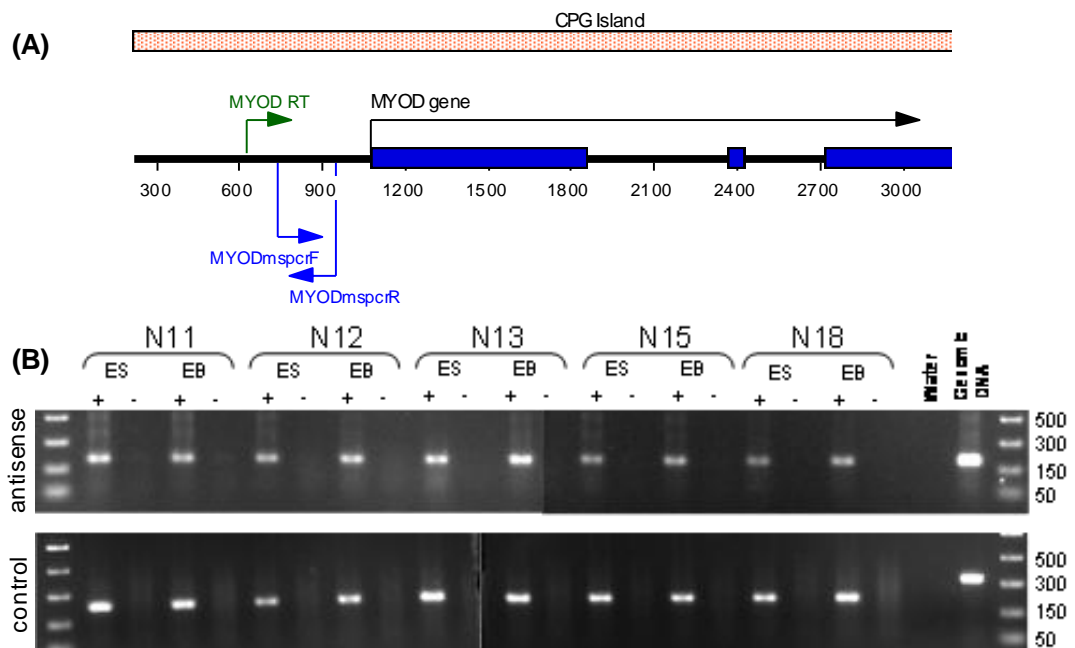 CPG Island
(A)
MYOD RT
MYOD gene
300 600 900 1200 1500 1800 2100 2400 2700 3000
MYODmspcrF
MYODmspcrR
(B)
N11 N12 N13 N15 N18
ES EB ES EB ES EB ES EB ES EB
Water
Genomic
DNA
+ - + - + - + - + - + - + - + - + - + -
antisense
500
300
150
50
control
500
300
150
50